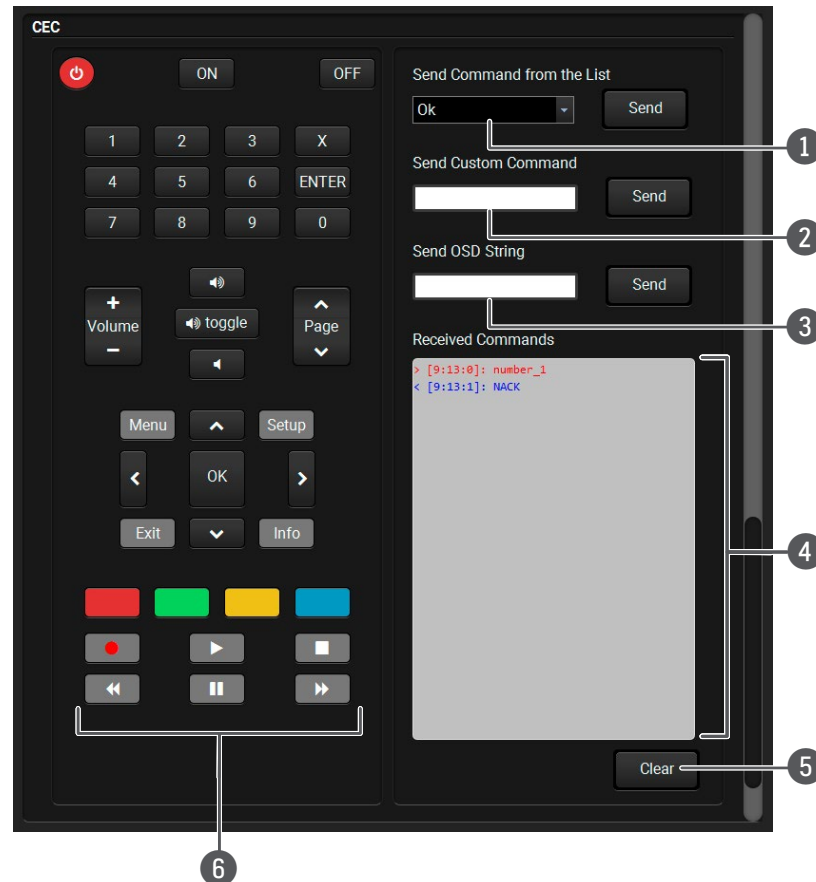 CEC
ON
OFF
1 2 3 X
4 5 6 ENTER
7 8 9 0
+
Volume
−
toggle
Page
Menu
Setup
OK
Exit
Info
6
Send Command from the List
Ok
Send
1
Send Custom Command
Send
2
Send OSD String
Send
3
Received Commands
> [9:13:0]: number_1
< [9:13:1]: NACK
4
Clear
5